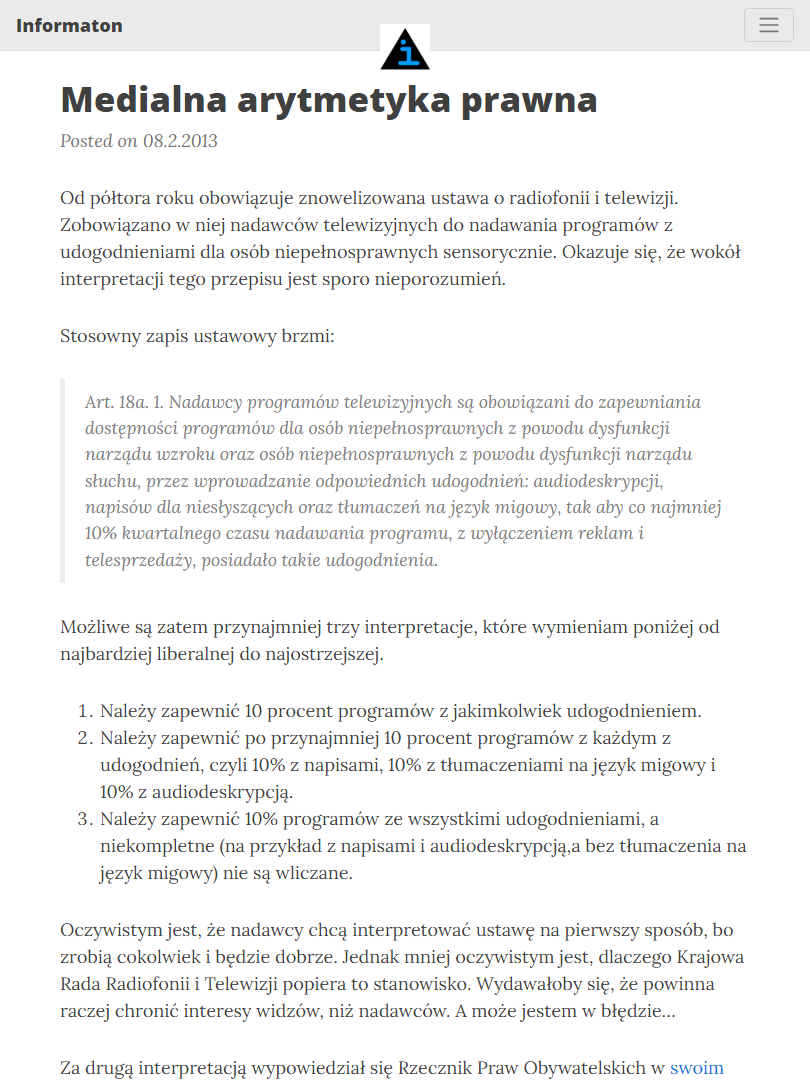 Informaton
i
Medialna arytmetyka prawna
Posted on 08.2.2013
Od półtora roku obowiązuje znowelizowana ustawa o radiofonii i telewizji.
Zobowiązano w niej nadawców telewizyjnych do nadawania programów z
udogodnieniami dla osób niepełnosprawnych sensorycznie. Okazuje się, że wokół
interpretacji tego przepisu jest sporo nieporozumień.
Stosowny zapis ustawowy brzmi:
Art. 18a. 1. Nadawcy programów telewizyjnych są obowiązani do zapewniania
dostępności programów dla osób niepełnosprawnych z powodu dysfunkcji
narządu wzroku oraz osób niepełnosprawnych z powodu dysfunkcji narządu
słuchu, przez wprowadzanie odpowiednich udogodnień: audiodeskrypcji,
napisów dla niesłyszących oraz tłumaczeń na język migowy, tak aby co najmniej
10% kwartalnego czasu nadawania programu, z wyłączeniem reklam i
telesprzedaży, posiadało takie udogodnienia.
Możliwe są zatem przynajmniej trzy interpretacje, które wymieniam poniżej od
najbardziej liberalnej do najostrzejszej.
1. Należy zapewnić 10 procent programów z jakimkolwiek udogodnieniem.
2. Należy zapewnić po przynajmniej 10 procent programów z każdym z
udogodnień, czyli 10% z napisami, 10% z tłumaczeniami na język migowy i
10% z audiodeskrypcją.
3. Należy zapewnić 10% programów ze wszystkimi udogodnieniami, a
niekompletne (na przykład z napisami i audiodeskrypcją,a bez tłumaczenia na
język migowy) nie są wliczane.
Oczywistym jest, że nadawcy chcą interpretować ustawę na pierwszy sposób, bo
zrobią cokolwiek i będzie dobrze. Jednak mniej oczywistym jest, dlaczego Krajowa
Rada Radiofonii i Telewizji popiera to stanowisko. Wydawałoby się, że powinna
raczej chronić interesy widzów, niż nadawców. A może jestem w błędzie…
Za drugą interpretacją wypowiedział się Rzecznik Praw Obywatelskich w swoim